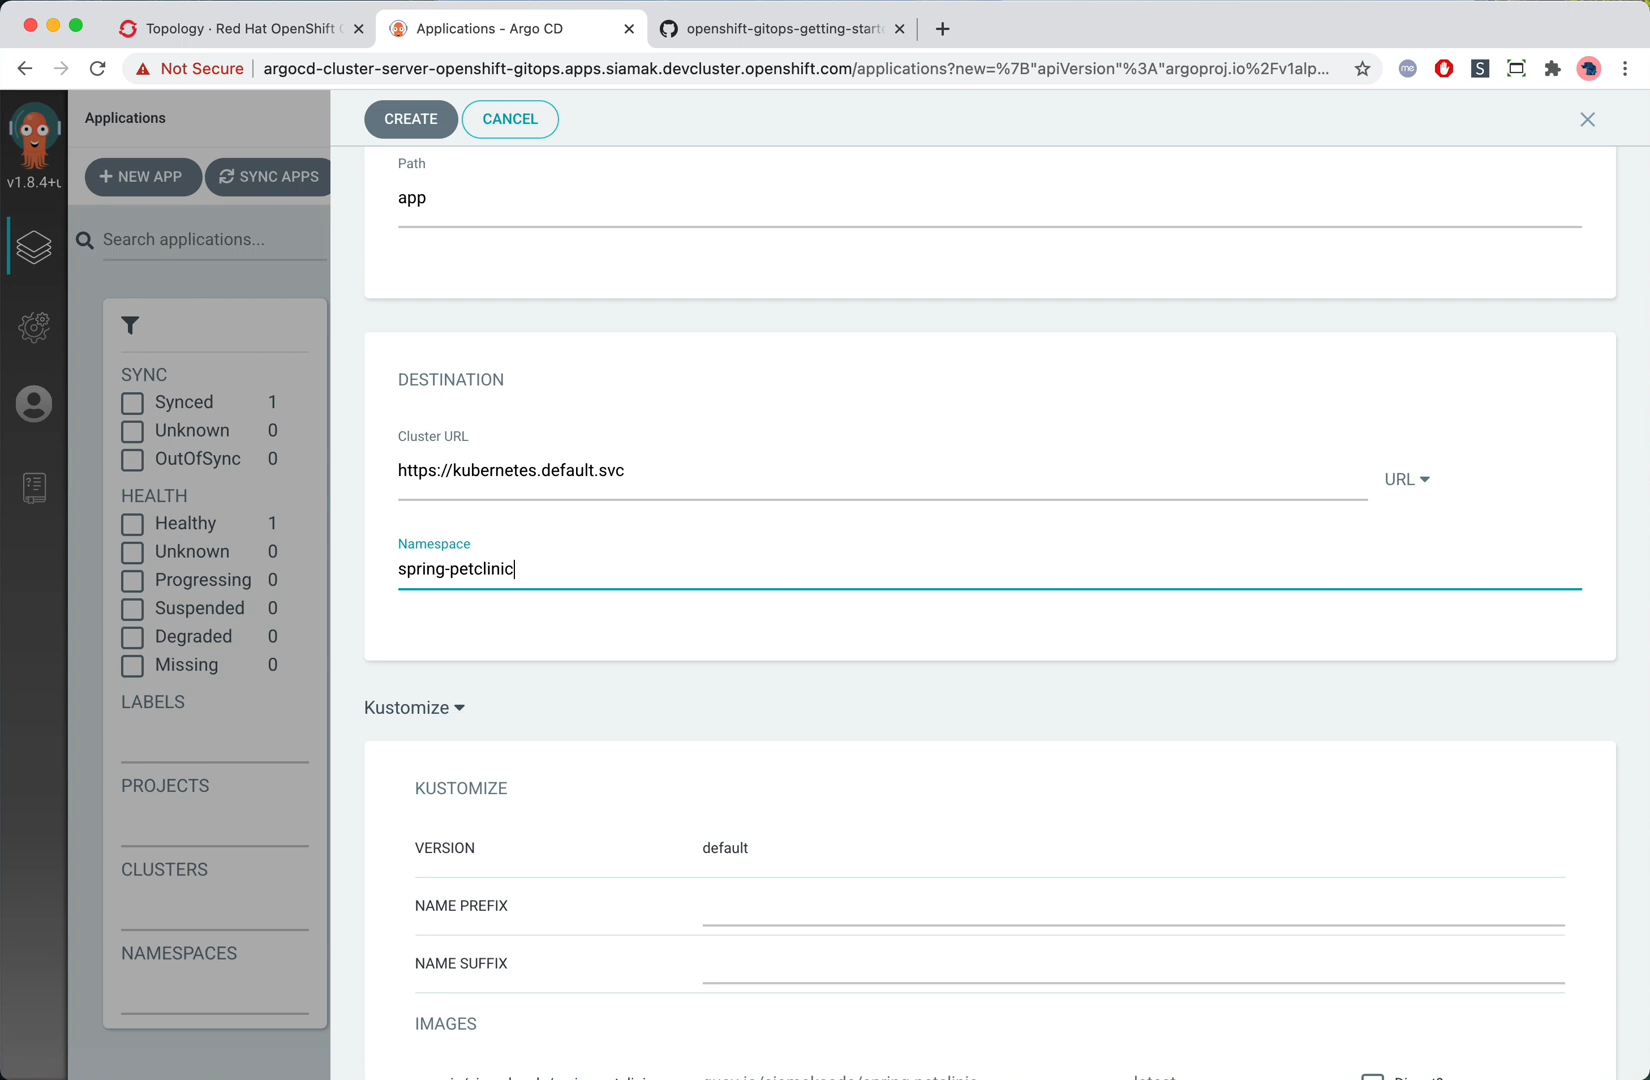 Topology · Red Hat OpenShift
Applications - Argo CD
openshift-gitops-getting-starte
Not Secure
argocd-cluster-server-openshift-gitops.apps.siamak.devcluster.openshift.com/applications?new=%7B"apiVersion"%3A"argoproj.io%2Fv1alp...
me
S
v1.8.4+u
Applications
NEW APP
SYNC APPS
Search applications...
SYNC
Synced 1
Unknown 0
OutOfSync 0
HEALTH
Healthy 1
Unknown 0
Progressing 0
Suspended 0
Degraded 0
Missing 0
LABELS
PROJECTS
CLUSTERS
NAMESPACES
CREATE
CANCEL
Path
app
DESTINATION
Cluster URL
https://kubernetes.default.svc
URL
Namespace
spring-petclinic
Kustomize
KUSTOMIZE
VERSION default
NAME PREFIX
NAME SUFFIX
IMAGES